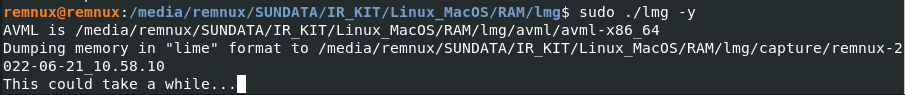 remnux@remnux:/media/remnux/SUNDATA/IR_KIT/Linux_MacOS/RAM/lmg$ sudo ./lmg -y
AVML is /media/remnux/SUNDATA/IR_KIT/Linux_MacOS/RAM/lmg/avml/avml-x86_64
Dumping memory in "lime" format to /media/remnux/SUNDATA/IR_KIT/Linux_MacOS/RAM/lmg/capture/remnux-2
022-06-21_10.58.10
This could take a while...